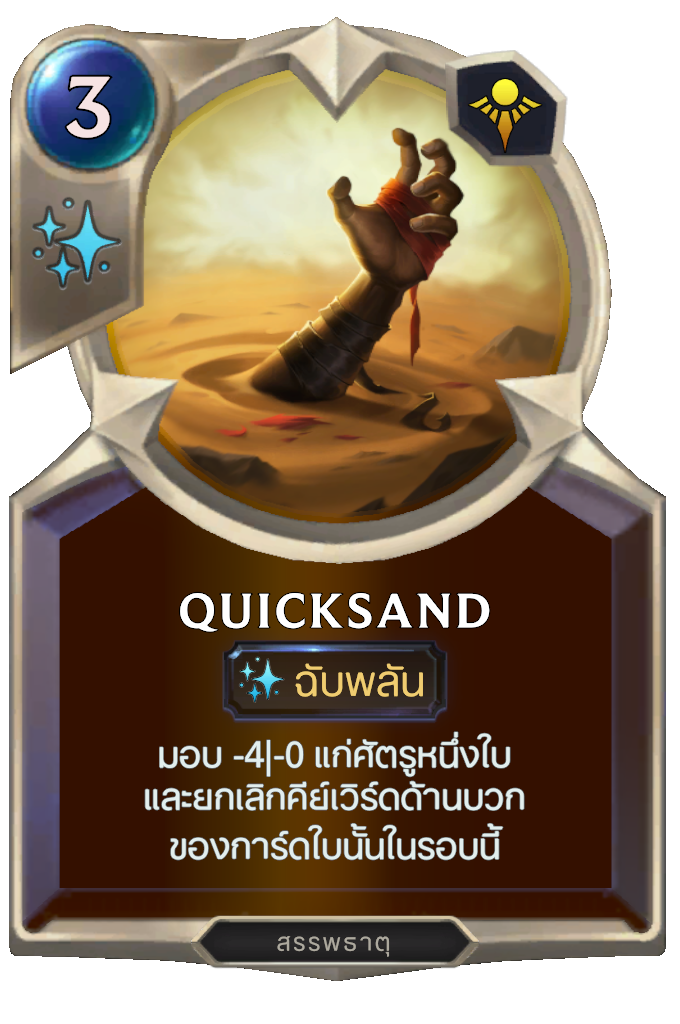 3
QUICKSAND
ฉับพลัน
มอบ -4|-0 แก่ศัตรูหนึ่งใบ
และยกเลิกคีย์เวิร์ดด้านบวก
ของการ์ดใบนั้นในรอบนี้
สรรพธาตุ